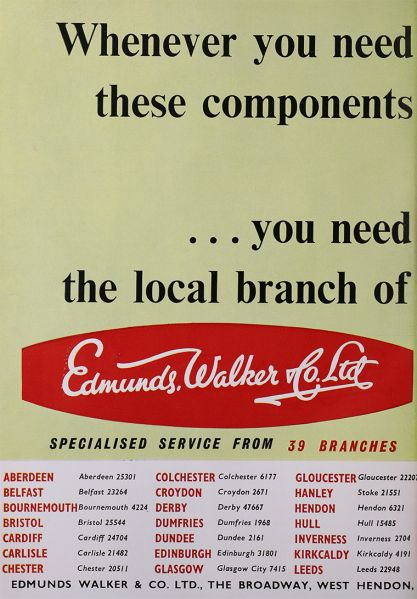 Whenever you need
these components
...you need
the local branch of
Edmunds, Walker & Co. Ltd
SPECIALISED SERVICE FROM 39 BRANCHES
ABERDEEN Aberdeen 25301 COLCHESTER Colchester 6177 GLOUCESTER Gloucester 22207
BELFAST Belfast 23264 CROYDON Croydon 2671 HANLEY Stoke 21551
BOURNEMOUTH Bournemouth 4224 DERBY Derby 47667 HENDON Hendon 6321
BRISTOL Bristol 25544 DUMFRIES Dumfries 1968 HULL Hull 15485
CARDIFF Cardiff 24704 DUNDEE Dundee 2161 INVERNESS Inverness 2704
CARLISLE Carlisle 21482 EDINBURGH Edinburgh 31801 KIRKCALDY Kirkcaldy 4191
CHESTER Chester 20511 GLASGOW Glasgow City 7415 LEEDS Leeds 22948
EDMUNDS WALKER & CO. LTD., THE BROADWAY, WEST HENDON,